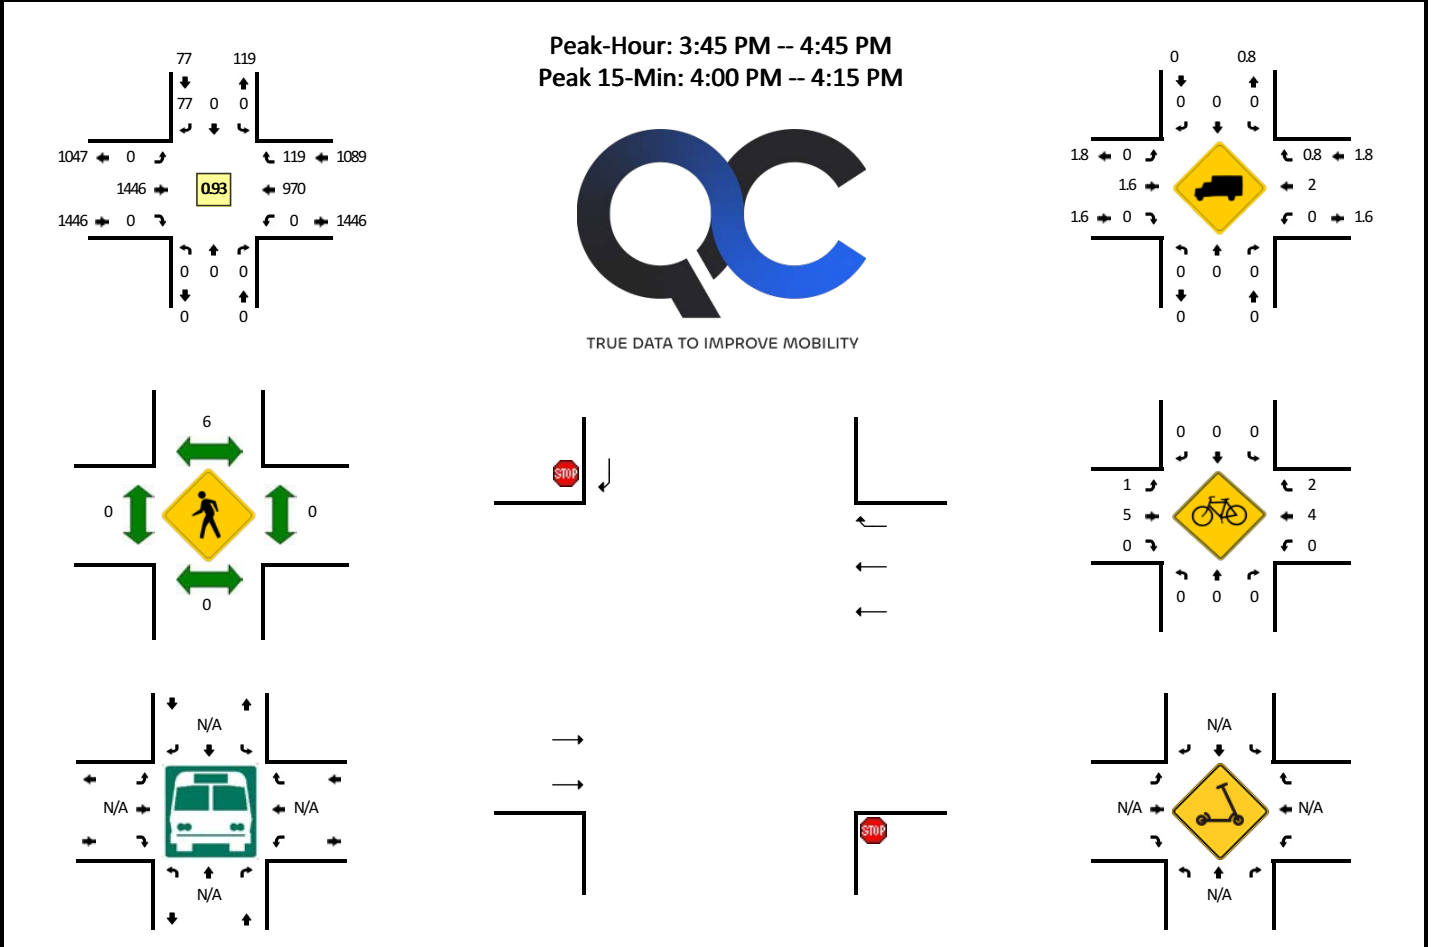 Peak-Hour: 3:45 PM -- 4:45 PM
Peak 15-Min: 4:00 PM -- 4:15 PM
77 119
77 0 0
1047 0 119 1089
1446 0.93 970
1446 0 0 1446
0 0 0
0 0
TRUE DATA TO IMPROVE MOBILITY
0 0.8
0 0 0
1.8 0 0.8 1.8
1.6 2
1.6 0 0 1.6
0 0 0
0 0
6
0 0
0
STOP
STOP
0 0 0
1 2
5 4
0 0
0 0 0
N/A
N/A N/A
N/A
N/A
N/A N/A
N/A